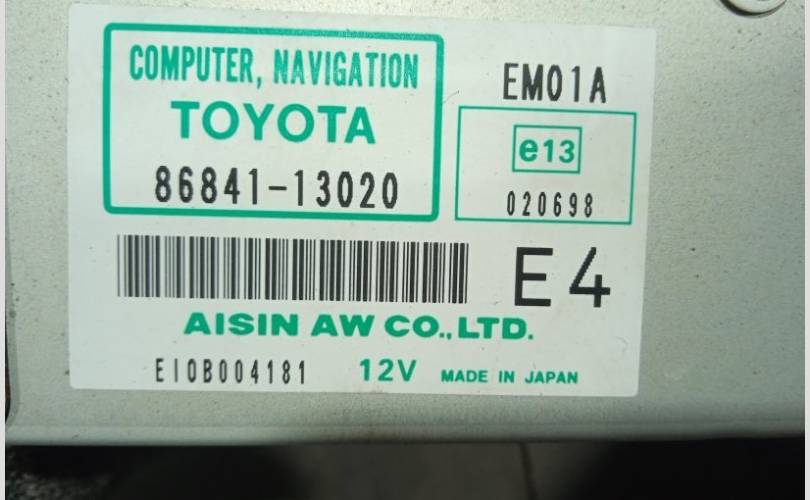 COMPUTER, NAVIGATION
TOYOTA
86841-13020
EM01A
e13
020698
E4
AISIN AW CO., LTD.
EI0B004181 12V MADE IN JAPAN